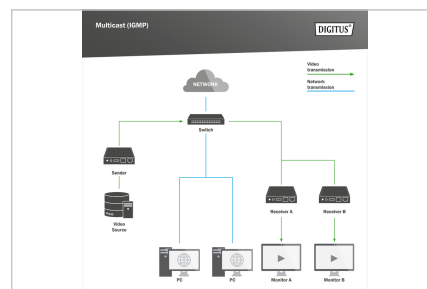 Multicast (IGMP)
DIGITUS®
Video
transmission
Network
transmission
NETWORK
Switch
Sender
Video
Source
Receiver A
Receiver B
PC
PC
Monitor A
Monitor B